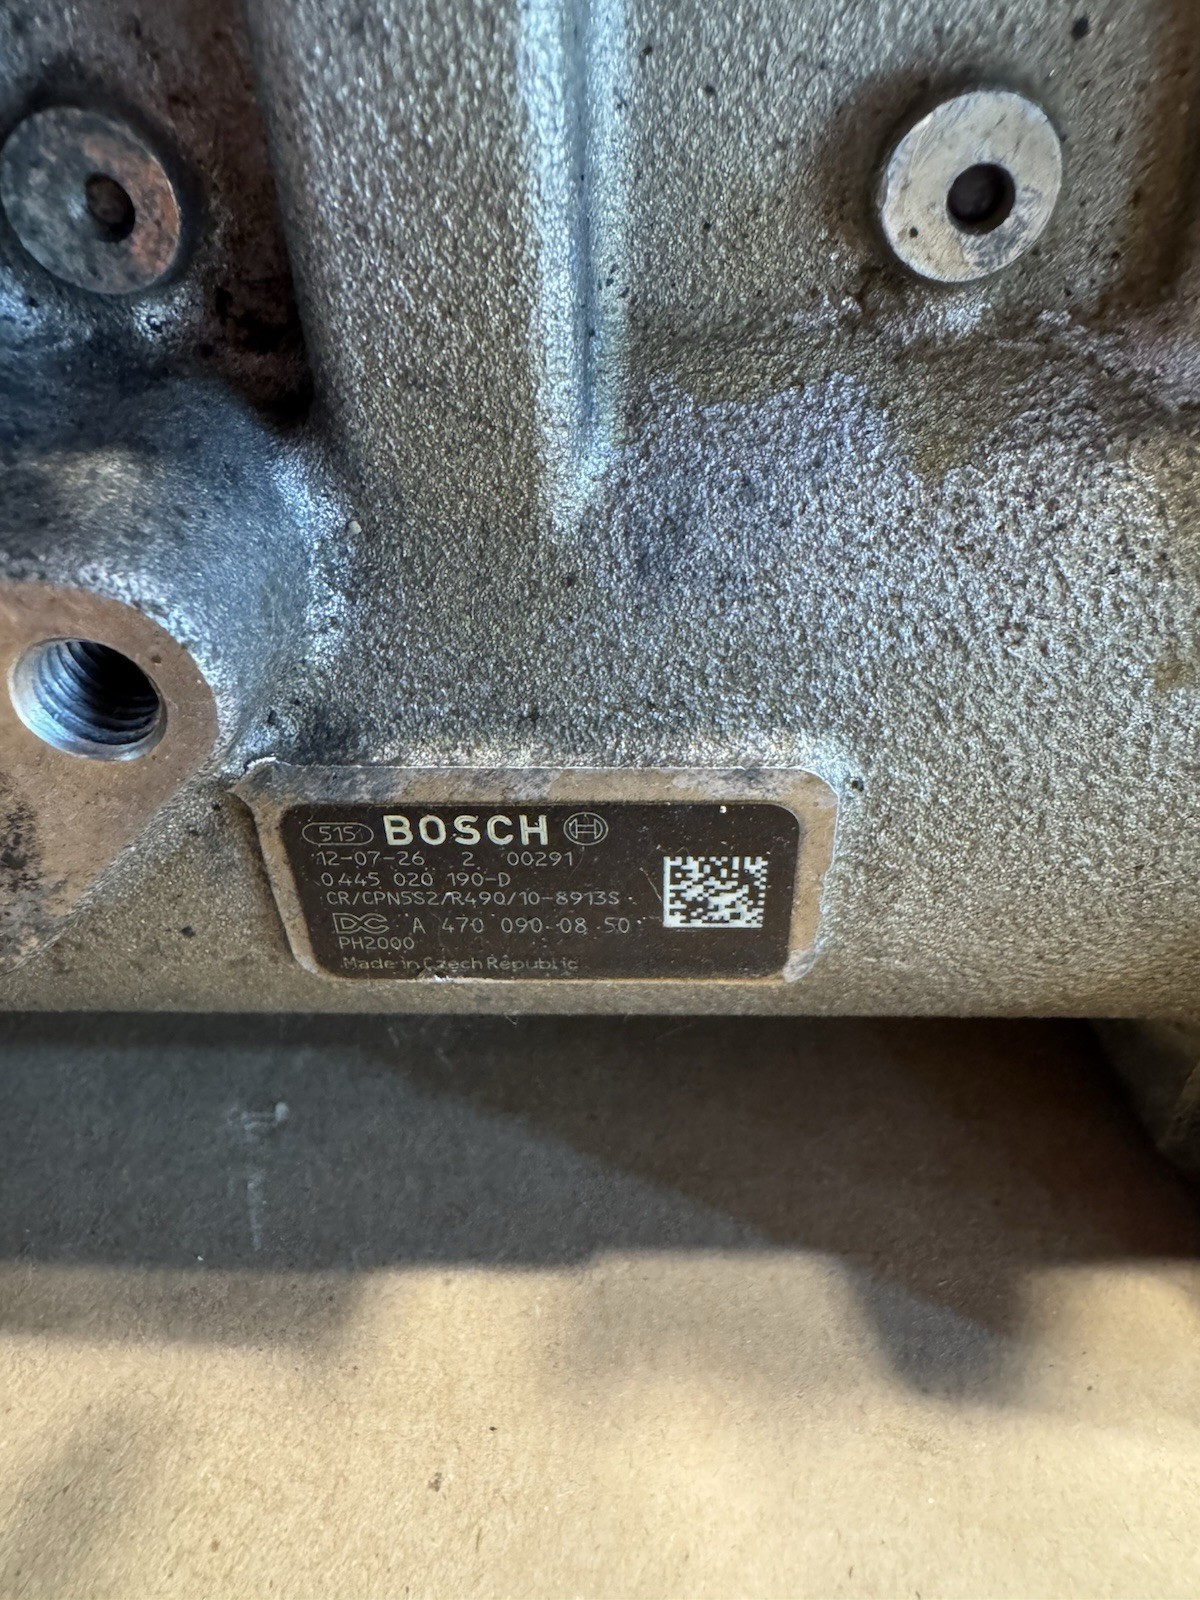 515 BOSCH
12-07-26 2 00291
0 445 020 190-D
CR/CPN5S2/R490/10-8913S
DC A 470 090 08 50
PH2000
Made in Czech Republic